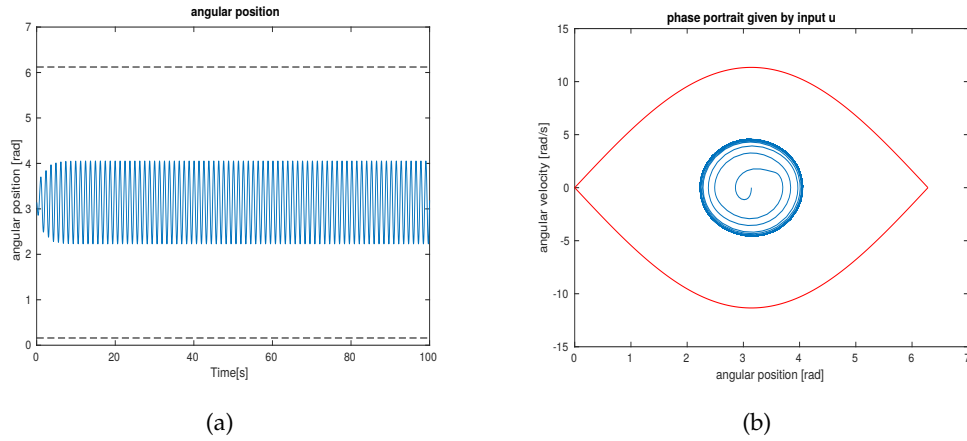 angular position
7
6
5
4
3
2
1
0
angular position [rad]
0 20 40 60 80 100
Time[s]
(a)
phase portrait given by input u
15
10
5
0
-5
-10
-15
angular velocity [rad/s]
0 1 2 3 4 5 6 7
angular position [rad]
(b)